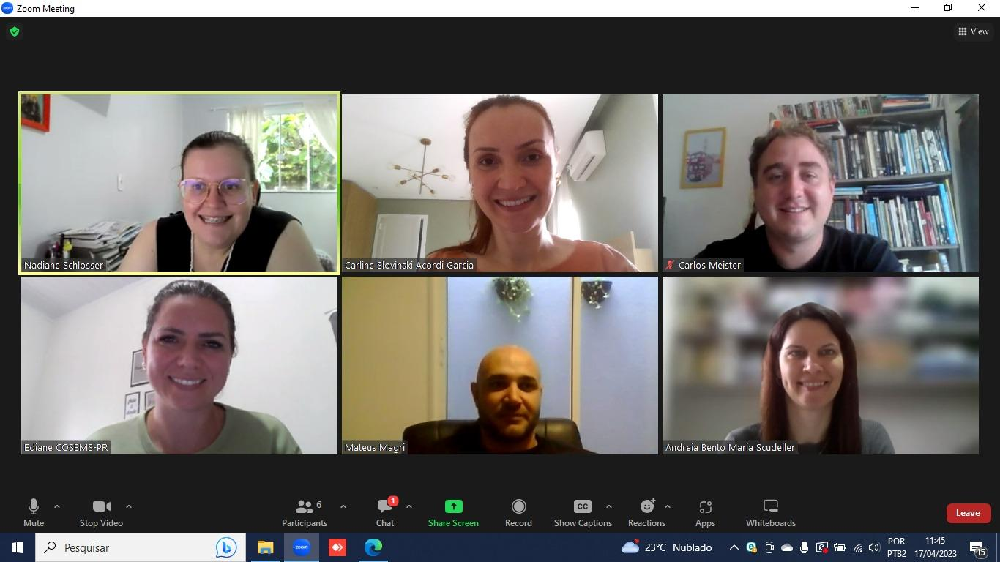 Zoom Meeting
View
Nadiane Schlosser
Carline Slovinski Acordi Garcia
Carlos Meister
Ediane COSEMS-PR
Mateus Magri
Andreia Bento Maria Scudeller
6
1
CC
Mute
Stop Video
Participants
Chat
Share Screen
Record
Show Captions
Reactions
Apps
Whiteboards
Leave
Pesquisar
zoom
23°C Nublado
POR
PTB2
11:45
17/04/2023
15